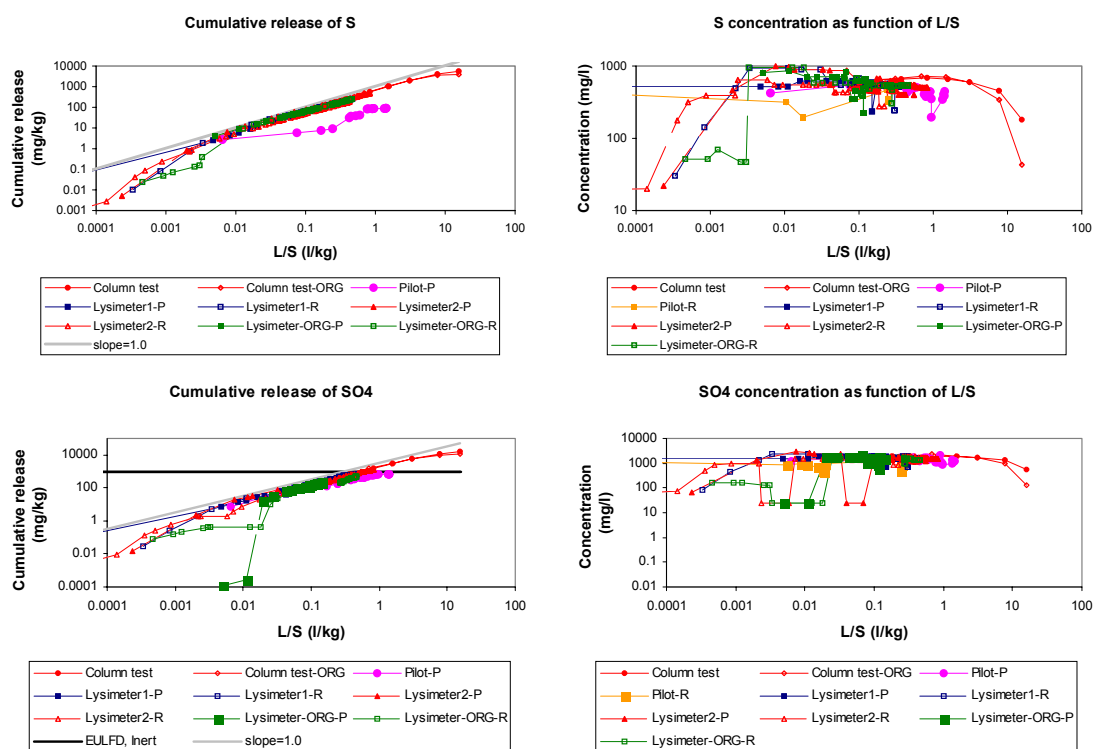 Cumulative release of S
Cumulative release
(mg/kg)
10000
1000
100
10
1
0.1
0.01
0.001
0.0001 0.001 0.01 0.1 1 10 100
L/S (l/kg)
Column test Column test-ORG Pilot-P
Lysimeter1-P Lysimeter1-R Lysimeter2-P
Lysimeter2-R Lysimeter-ORG-P Lysimeter-ORG-R
slope=1.0
S concentration as function of L/S
Concentration (mg/l)
1000
100
10
0.0001 0.001 0.01 0.1 1 10 100
L/S (l/kg)
Column test Column test-ORG Pilot-P
Pilot-R Lysimeter1-P Lysimeter1-R
Lysimeter2-P Lysimeter2-R Lysimeter-ORG-P
Lysimeter-ORG-R
Cumulative release of SO4
Cumulative release
(mg/kg)
10000
100
1
0.01
0.0001
0.0001 0.001 0.01 0.1 1 10 100
L/S (l/kg)
Column test Column test-ORG Pilot-P
Lysimeter1-P Lysimeter1-R Lysimeter2-P
Lysimeter2-R Lysimeter-ORG-P Lysimeter-ORG-R
EULFD, Inert slope=1.0
SO4 concentration as function of L/S
Concentration
(mg/l)
10000
1000
100
10
1
0.1
0.01
0.0001 0.001 0.01 0.1 1 10 100
L/S (l/kg)
Column test Column test-ORG Pilot-P
Pilot-R Lysimeter1-P Lysimeter1-R
Lysimeter2-P Lysimeter2-R Lysimeter-ORG-P
Lysimeter-ORG-R